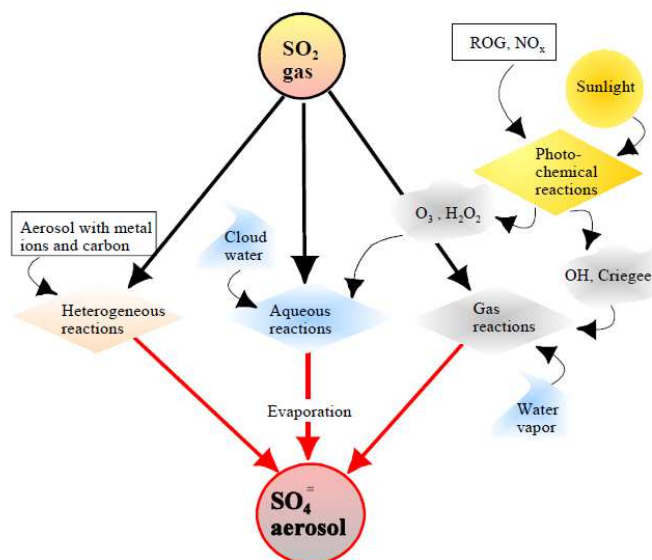 SO₂
gas
ROG, NOₓ
Sunlight
Photo-
chemical
reactions
O₃ , H₂O₂
Aerosol with metal
ions and carbon
Cloud
water
OH, Criegee
Heterogeneous
reactions
Aqueous
reactions
Gas
reactions
Evaporation
Water
vapor
SO₄⁼
aerosol